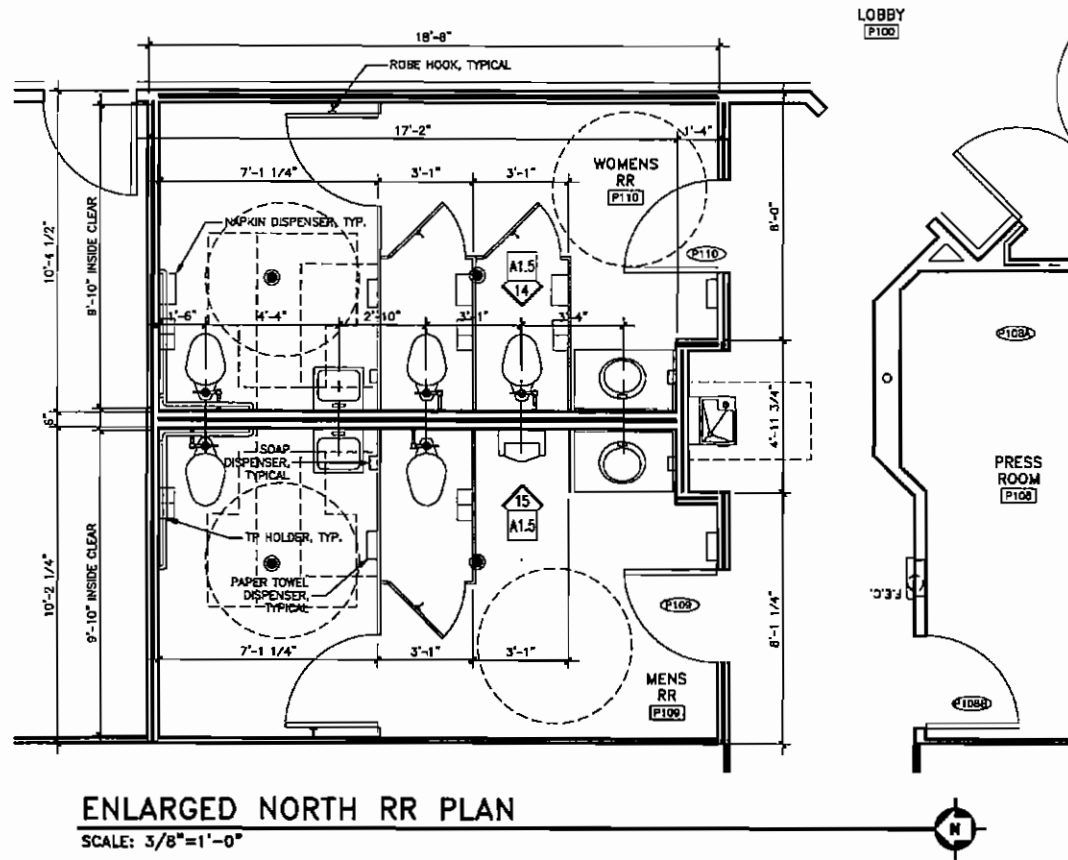 LOBBY
P100
18'-8"
ROBE HOOK, TYPICAL
17'-2"
1'-4"
WOMENS
RR
P110
7'-1 1/4"
3'-1"
3'-1"
NAPKIN DISPENSER, TYP.
10'-4 1/2"
9'-10" INSIDE CLEAR
8'-0"
P110
A1.5
14
1'-6"
4'-4"
2'-10"
3'-1"
3'-4"
P108A
6"
4'-11 3/4"
SOAP
DISPENSER,
TYPICAL
PRESS
ROOM
P108
15
A1.5
TP HOLDER, TYP.
10'-2 1/4"
9'-10" INSIDE CLEAR
PAPER TOWEL
DISPENSER,
TYPICAL
P109
F.E.C.
8'-1 1/4"
7'-1 1/4"
3'-1"
3'-1"
MENS
RR
P109
P108B
ENLARGED NORTH RR PLAN
SCALE: 3/8"=1'-0"
N